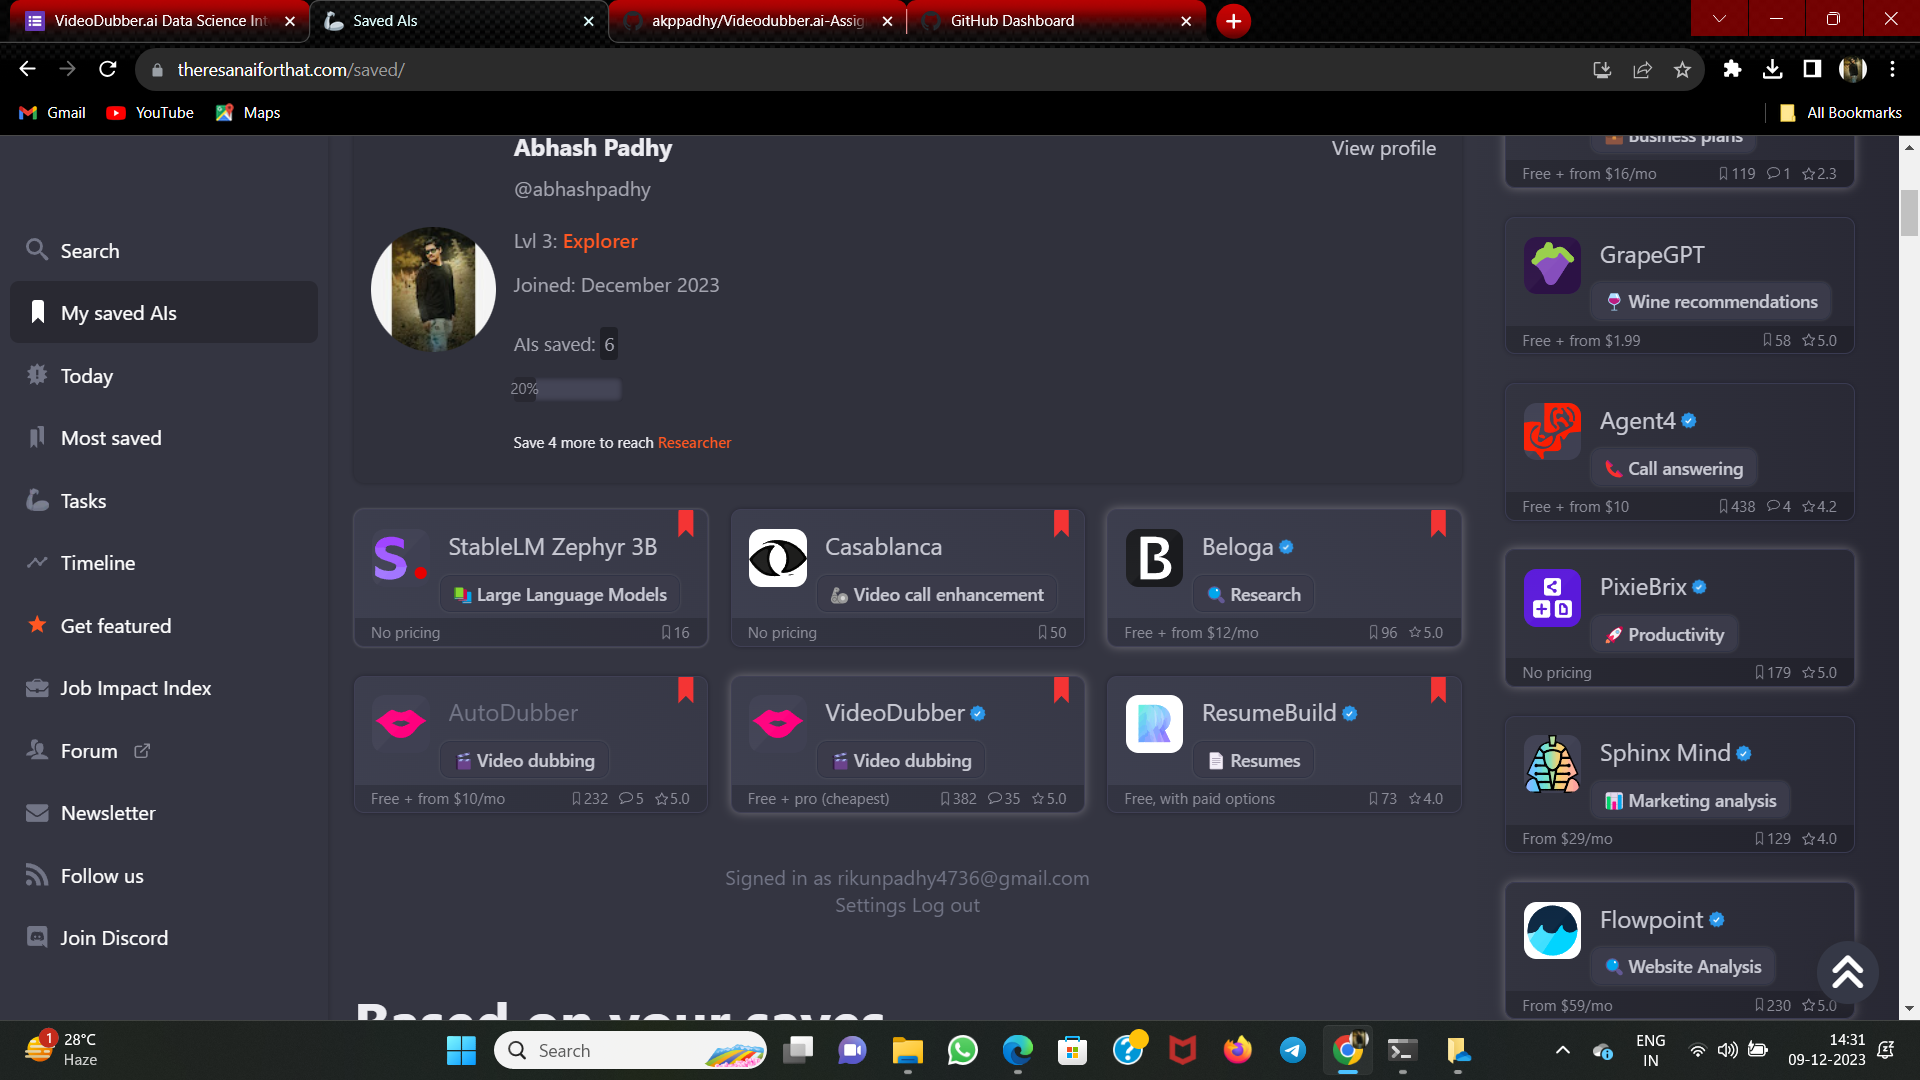 VideoDubber.ai Data Science Int
Saved AIs
akppadhy/Videodubber.ai-Assig
GitHub Dashboard
theresanaiforthat.com/saved/
Gmail
YouTube
Maps
All Bookmarks
Search
My saved AIs
Today
Most saved
Tasks
Timeline
Get featured
Job Impact Index
Forum
Newsletter
Follow us
Join Discord
Abhash Padhy
View profile
@abhashpadhy
Lvl 3: Explorer
Joined: December 2023
AIs saved: 6
20%
Save 4 more to reach Researcher
StableLM Zephyr 3B
Large Language Models
No pricing
16
Casablanca
Video call enhancement
No pricing
50
Beloga
Research
Free + from $12/mo
96 5.0
AutoDubber
Video dubbing
Free + from $10/mo
232 5 5.0
VideoDubber
Video dubbing
Free + pro (cheapest)
382 35 5.0
ResumeBuild
Resumes
Free, with paid options
73 4.0
Signed in as rikunpadhy4736@gmail.com
Settings Log out
Based on your saves
Business plans
Free + from $16/mo
119 1 2.3
GrapeGPT
Wine recommendations
Free + from $1.99
58 5.0
Agent4
Call answering
Free + from $10
438 4 4.2
PixieBrix
Productivity
No pricing
179 5.0
Sphinx Mind
Marketing analysis
From $29/mo
129 4.0
Flowpoint
Website Analysis
From $59/mo
230 5.0
1
28°C
Haze
Search
ENG
IN
14:31
09-12-2023